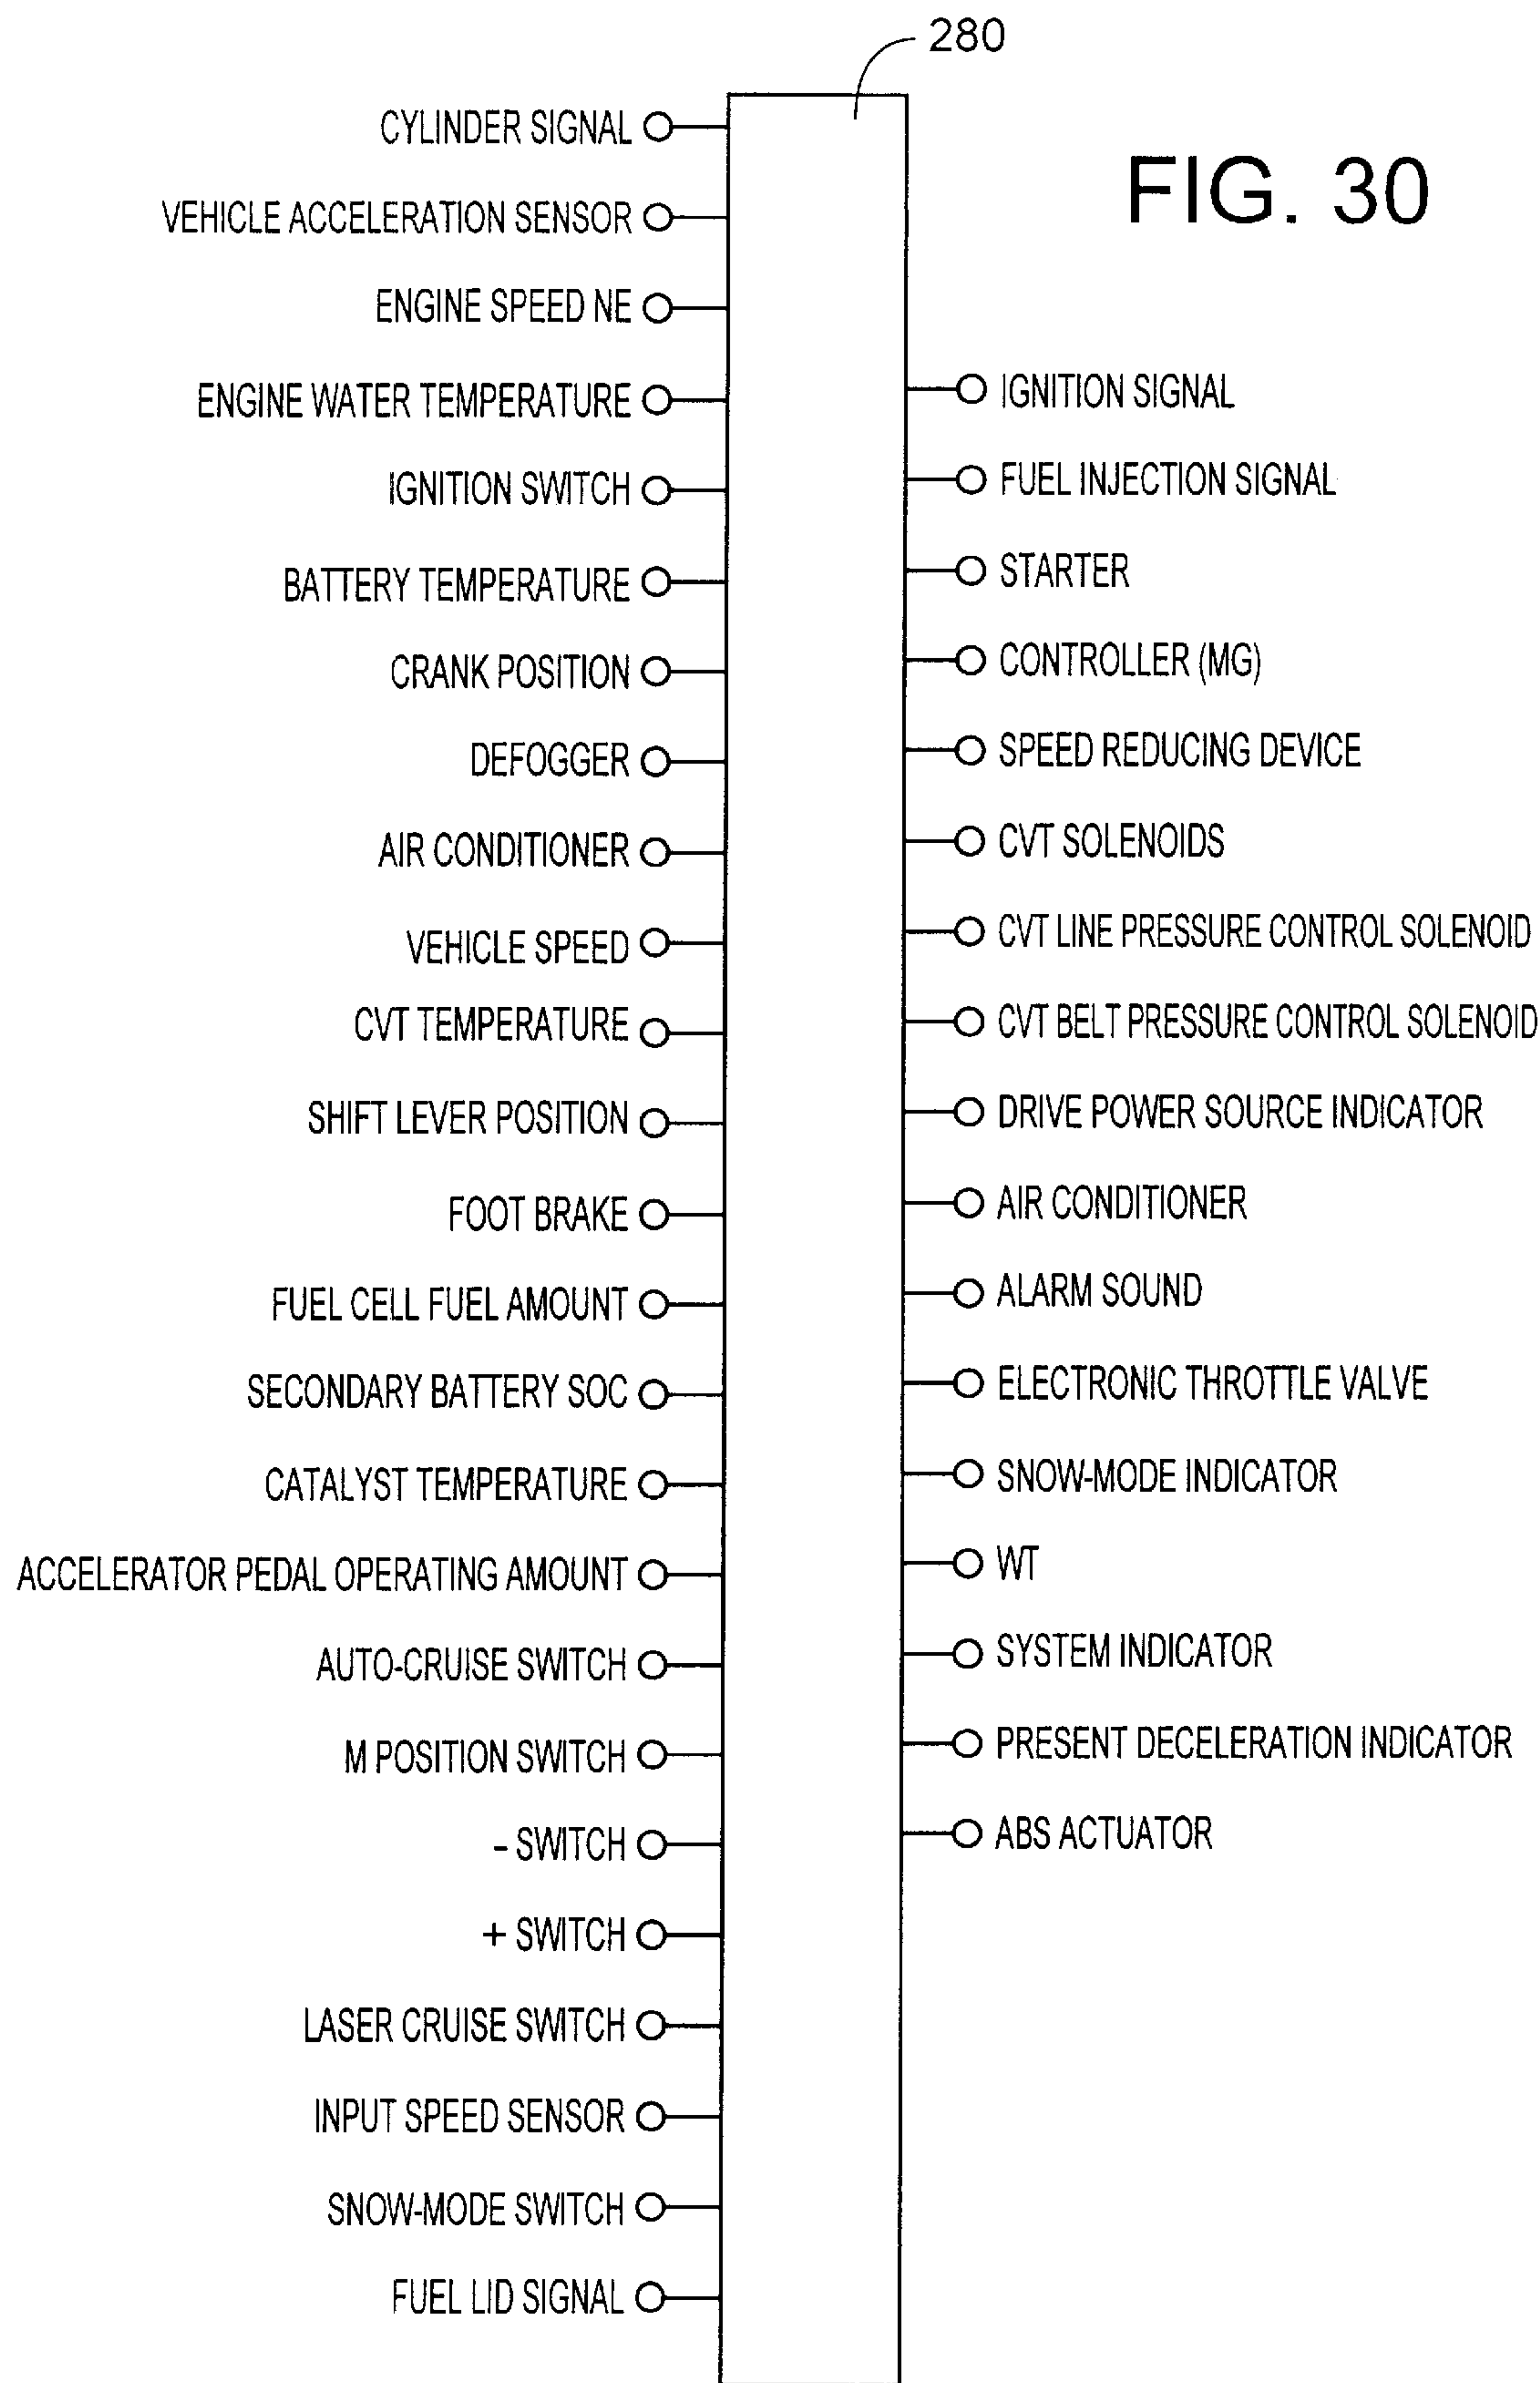 280
FIG. 30
CYLINDER SIGNAL
VEHICLE ACCELERATION SENSOR
ENGINE SPEED NE
ENGINE WATER TEMPERATURE
IGNITION SWITCH
BATTERY TEMPERATURE
CRANK POSITION
DEFOGGER
AIR CONDITIONER
VEHICLE SPEED
CVT TEMPERATURE
SHIFT LEVER POSITION
FOOT BRAKE
FUEL CELL FUEL AMOUNT
SECONDARY BATTERY SOC
CATALYST TEMPERATURE
ACCELERATOR PEDAL OPERATING AMOUNT
AUTO-CRUISE SWITCH
M POSITION SWITCH
– SWITCH
+ SWITCH
LASER CRUISE SWITCH
INPUT SPEED SENSOR
SNOW-MODE SWITCH
FUEL LID SIGNAL
IGNITION SIGNAL
FUEL INJECTION SIGNAL
STARTER
CONTROLLER (MG)
SPEED REDUCING DEVICE
CVT SOLENOIDS
CVT LINE PRESSURE CONTROL SOLENOID
CVT BELT PRESSURE CONTROL SOLENOID
DRIVE POWER SOURCE INDICATOR
AIR CONDITIONER
ALARM SOUND
ELECTRONIC THROTTLE VALVE
SNOW-MODE INDICATOR
WT
SYSTEM INDICATOR
PRESENT DECELERATION INDICATOR
ABS ACTUATOR